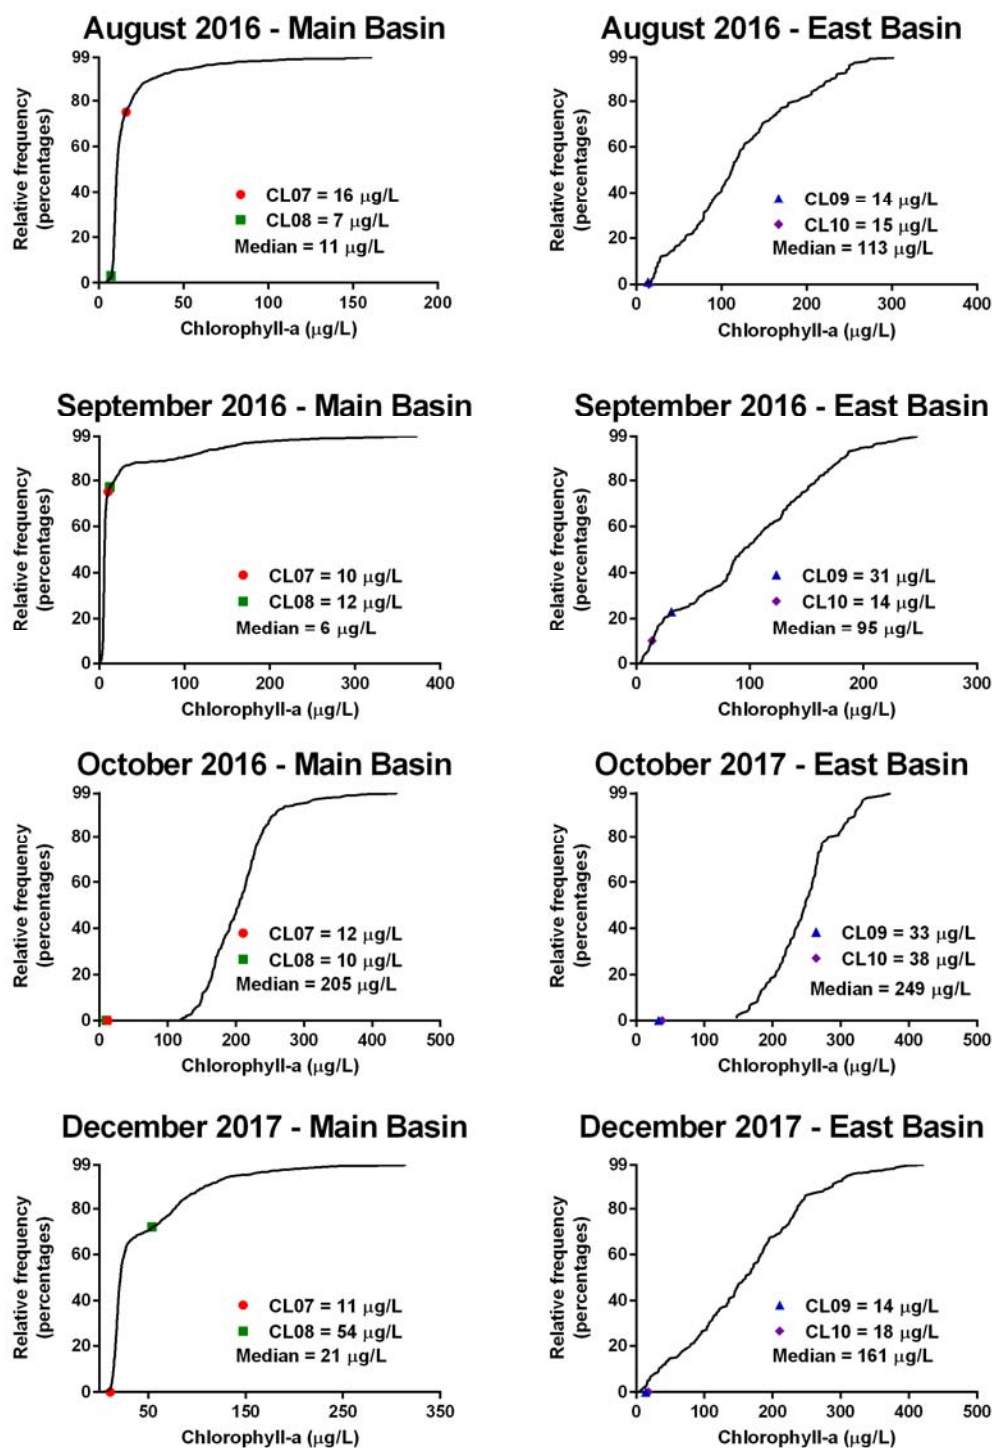 August 2016 - Main Basin
99
80
60
40
20
0
Relative frequency
(percentages)
CL07 = 16 µg/L
CL08 = 7 µg/L
Median = 11 µg/L
0 50 100 150 200
Chlorophyll-a (µg/L)
August 2016 - East Basin
99
80
60
40
20
0
Relative frequency
(percentages)
CL09 = 14 µg/L
CL10 = 15 µg/L
Median = 113 µg/L
0 100 200 300 400
Chlorophyll-a (µg/L)
September 2016 - Main Basin
99
80
60
40
20
0
Relative frequency
(percentages)
CL07 = 10 µg/L
CL08 = 12 µg/L
Median = 6 µg/L
0 100 200 300 400
Chlorophyll-a (µg/L)
September 2016 - East Basin
99
80
60
40
20
0
Relative frequency
(percentages)
CL09 = 31 µg/L
CL10 = 14 µg/L
Median = 95 µg/L
0 100 200 300
Chlorophyll-a (µg/L)
October 2016 - Main Basin
99
80
60
40
20
0
Relative frequency
(percentages)
CL07 = 12 µg/L
CL08 = 10 µg/L
Median = 205 µg/L
0 100 200 300 400 500
Chlorophyll-a (µg/L)
October 2017 - East Basin
99
80
60
40
20
0
Relative frequency
(percentages)
CL09 = 33 µg/L
CL10 = 38 µg/L
Median = 249 µg/L
0 100 200 300 400 500
Chlorophyll-a (µg/L)
December 2017 - Main Basin
99
80
60
40
20
0
Relative frequency
(percentages)
CL07 = 11 µg/L
CL08 = 54 µg/L
Median = 21 µg/L
50 150 250 350
Chlorophyll-a (µg/L)
December 2017 - East Basin
99
80
60
40
20
0
Relative frequency
(percentages)
CL09 = 14 µg/L
CL10 = 18 µg/L
Median = 161 µg/L
0 100 200 300 400 500
Chlorophyll-a (µg/L)